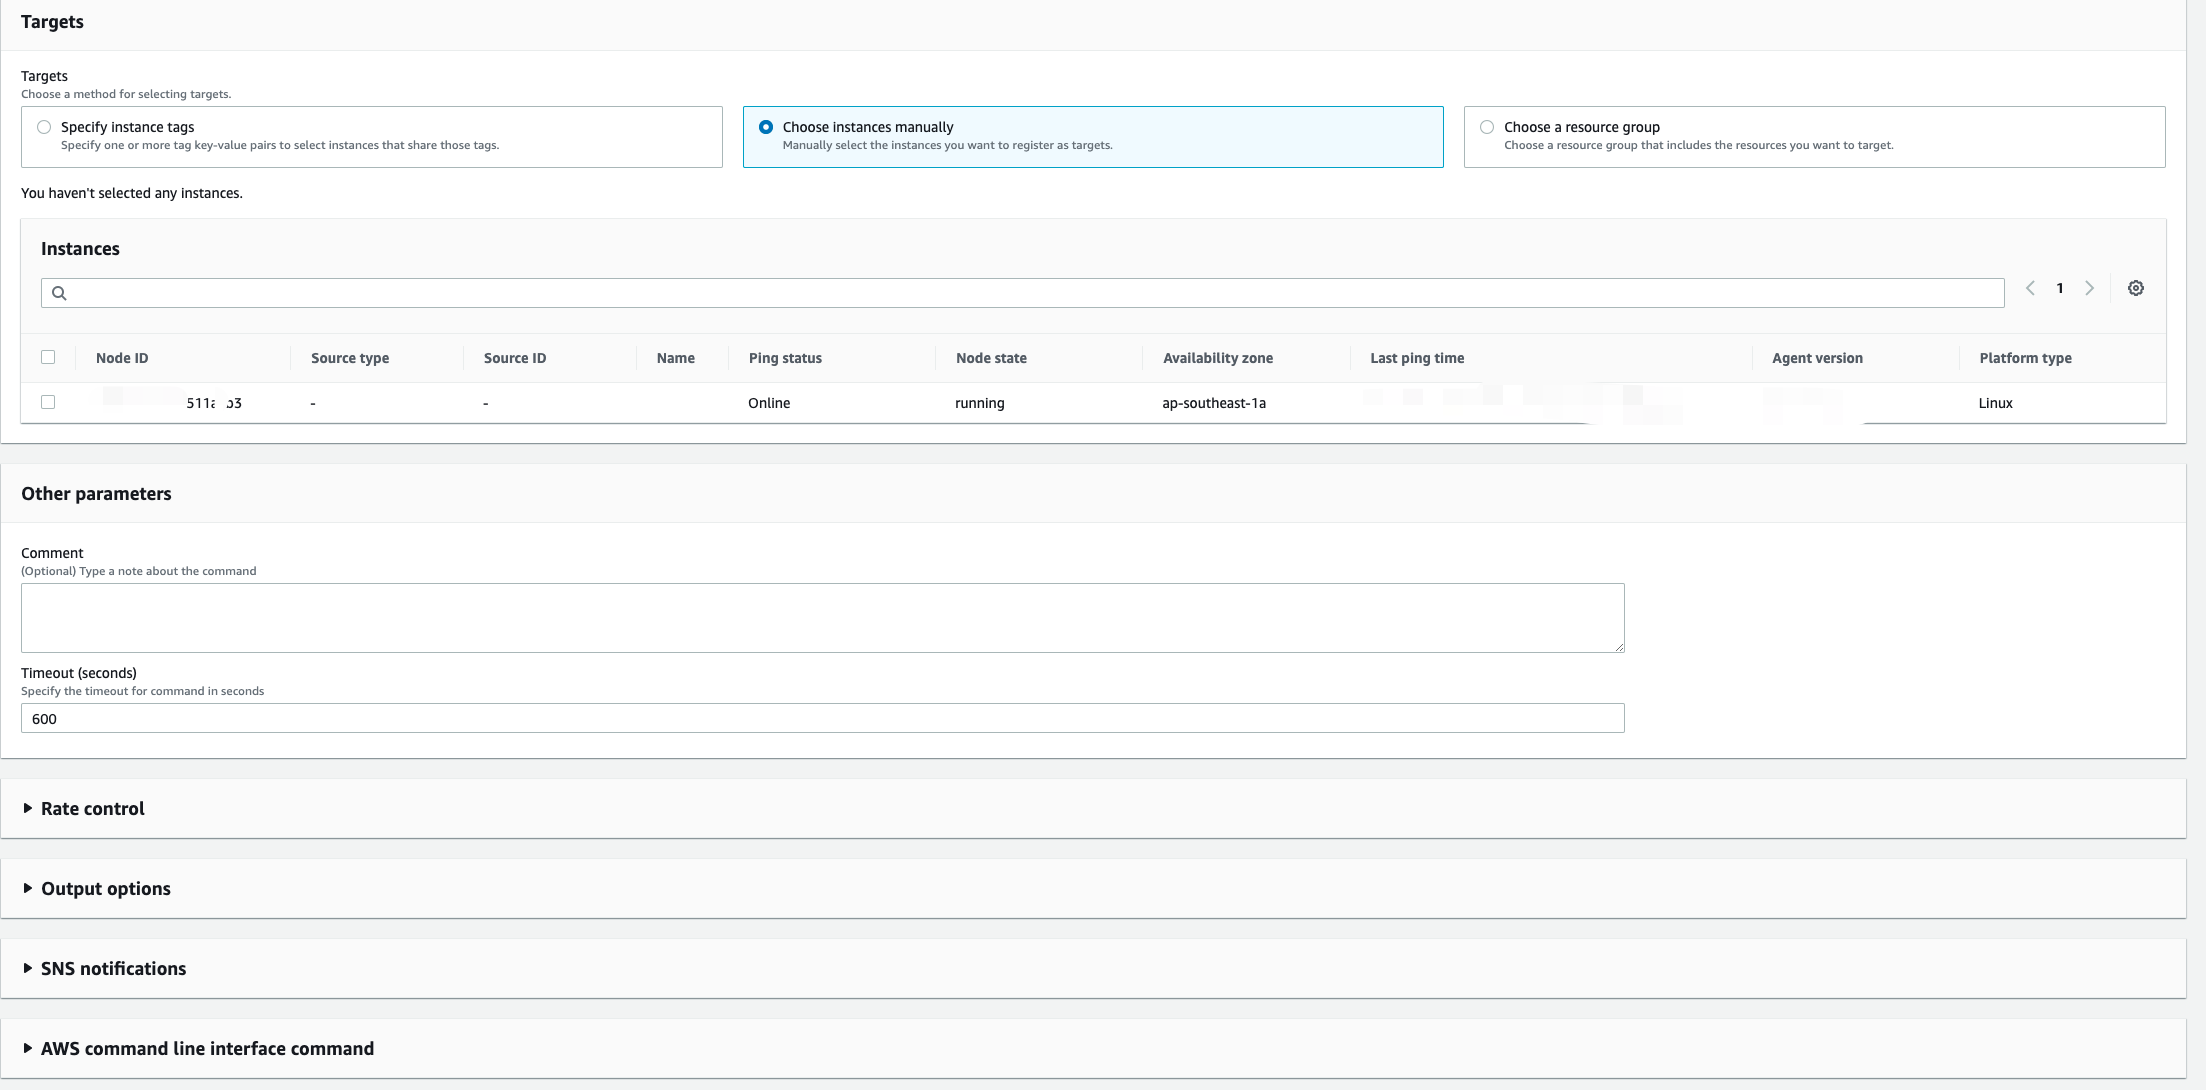 Targets
Targets
Choose a method for selecting targets.
Specify instance tags
Specify one or more tag key-value pairs to select instances that share those tags.
Choose instances manually
Manually select the instances you want to register as targets.
Choose a resource group
Choose a resource group that includes the resources you want to target.
You haven't selected any instances.
Instances
1
Node ID Source type Source ID Name Ping status Node state Availability zone Last ping time Agent version Platform type
- - Online running ap-southeast-1a Linux
Other parameters
Comment
(Optional) Type a note about the command
Timeout (seconds)
Specify the timeout for command in seconds
600
Rate control
Output options
SNS notifications
AWS command line interface command